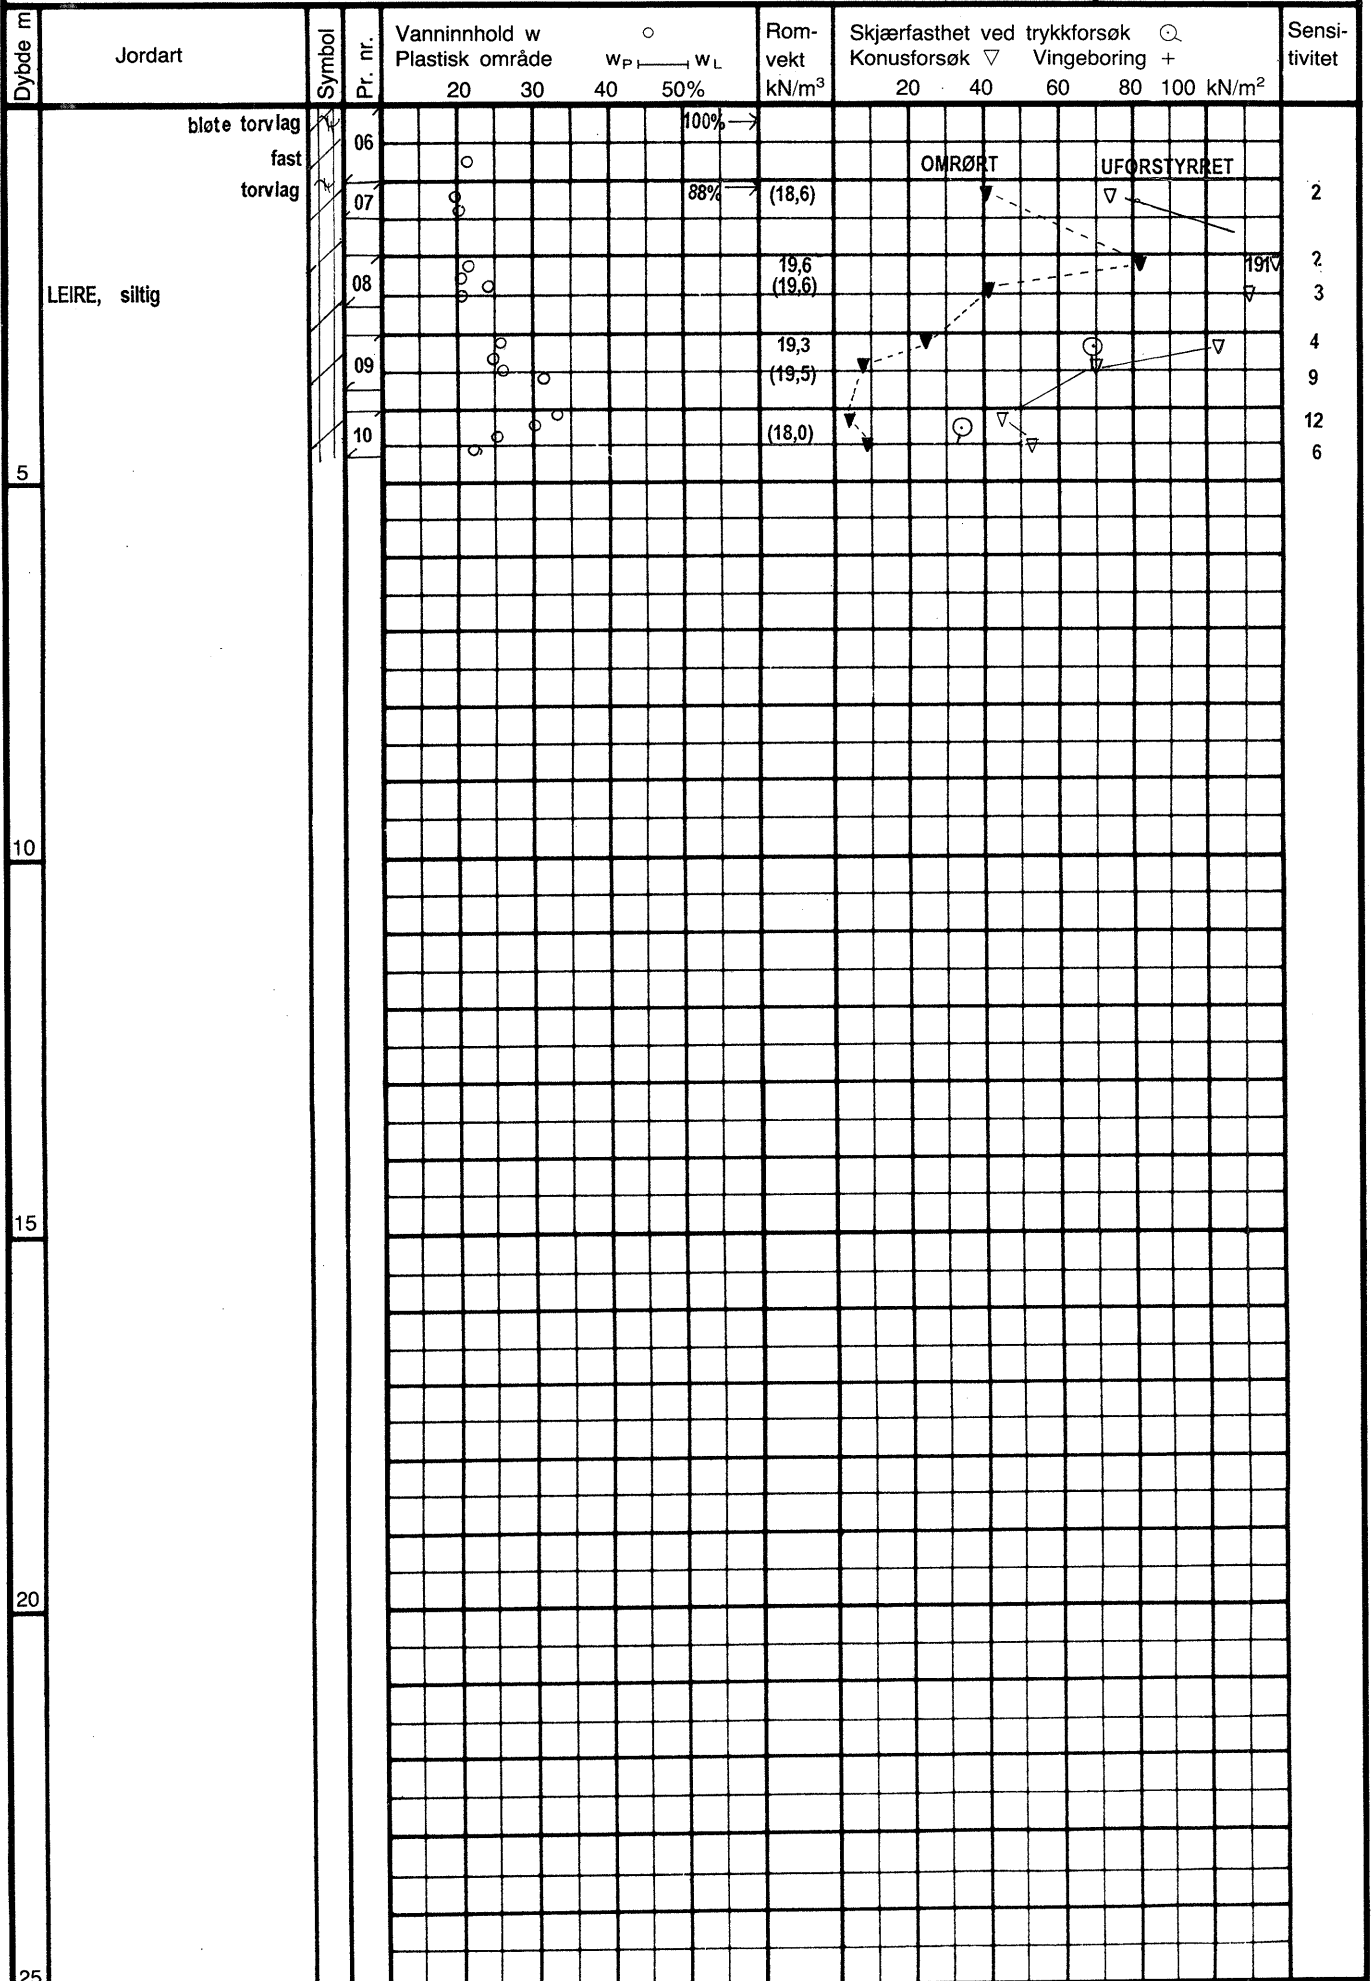 Dybde m
Jordart
Symbol
Pr. nr.
Vanninnhold w
Plastisk område wP wL
20 30 40 50%
Rom-
vekt
kN/m³
Skjærfasthet ved trykkforsøk
Konusforsøk ▽ Vingeboring +
20 40 60 80 100 kN/m²
Sensi-
tivitet
bløte torvlag
06
100% →
fast
OMRØRT UFORSTYRRET
torvlag
07
88% →
(18,6)
2
19,6
191
2
LEIRE, siltig
08
(19,6)
3
19,3
4
09
(19,5)
9
12
10
(18,0)
6
5
10
15
20
25